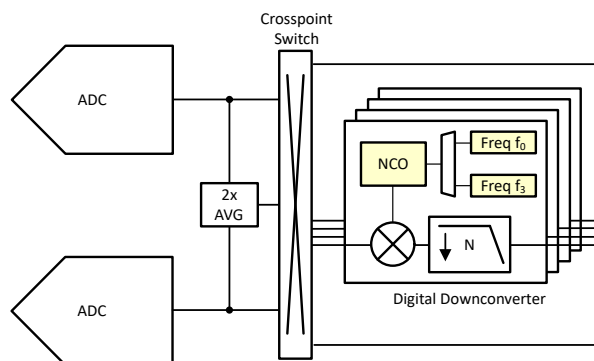 Crosspoint
Switch
ADC
NCO
Freq f₀
Freq f₃
2x
AVG
N
Digital Downconverter
ADC